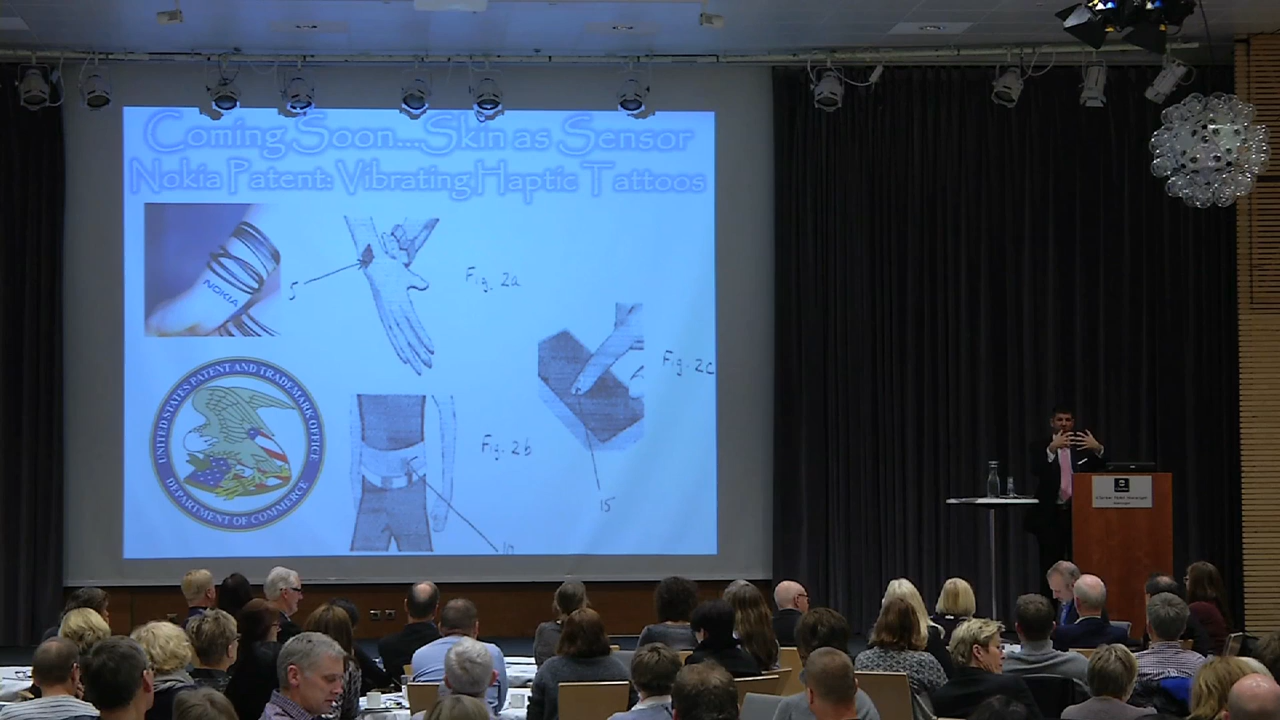 Coming Soon....Skin as Sensor
Nokia Patent: Vibrating Haptic Tattoos
NOKIA
5
Fig. 2a
Fig. 2c
UNITED STATES PATENT AND TRADEMARK OFFICE
DEPARTMENT OF COMMERCE
Fig. 2b
15
10